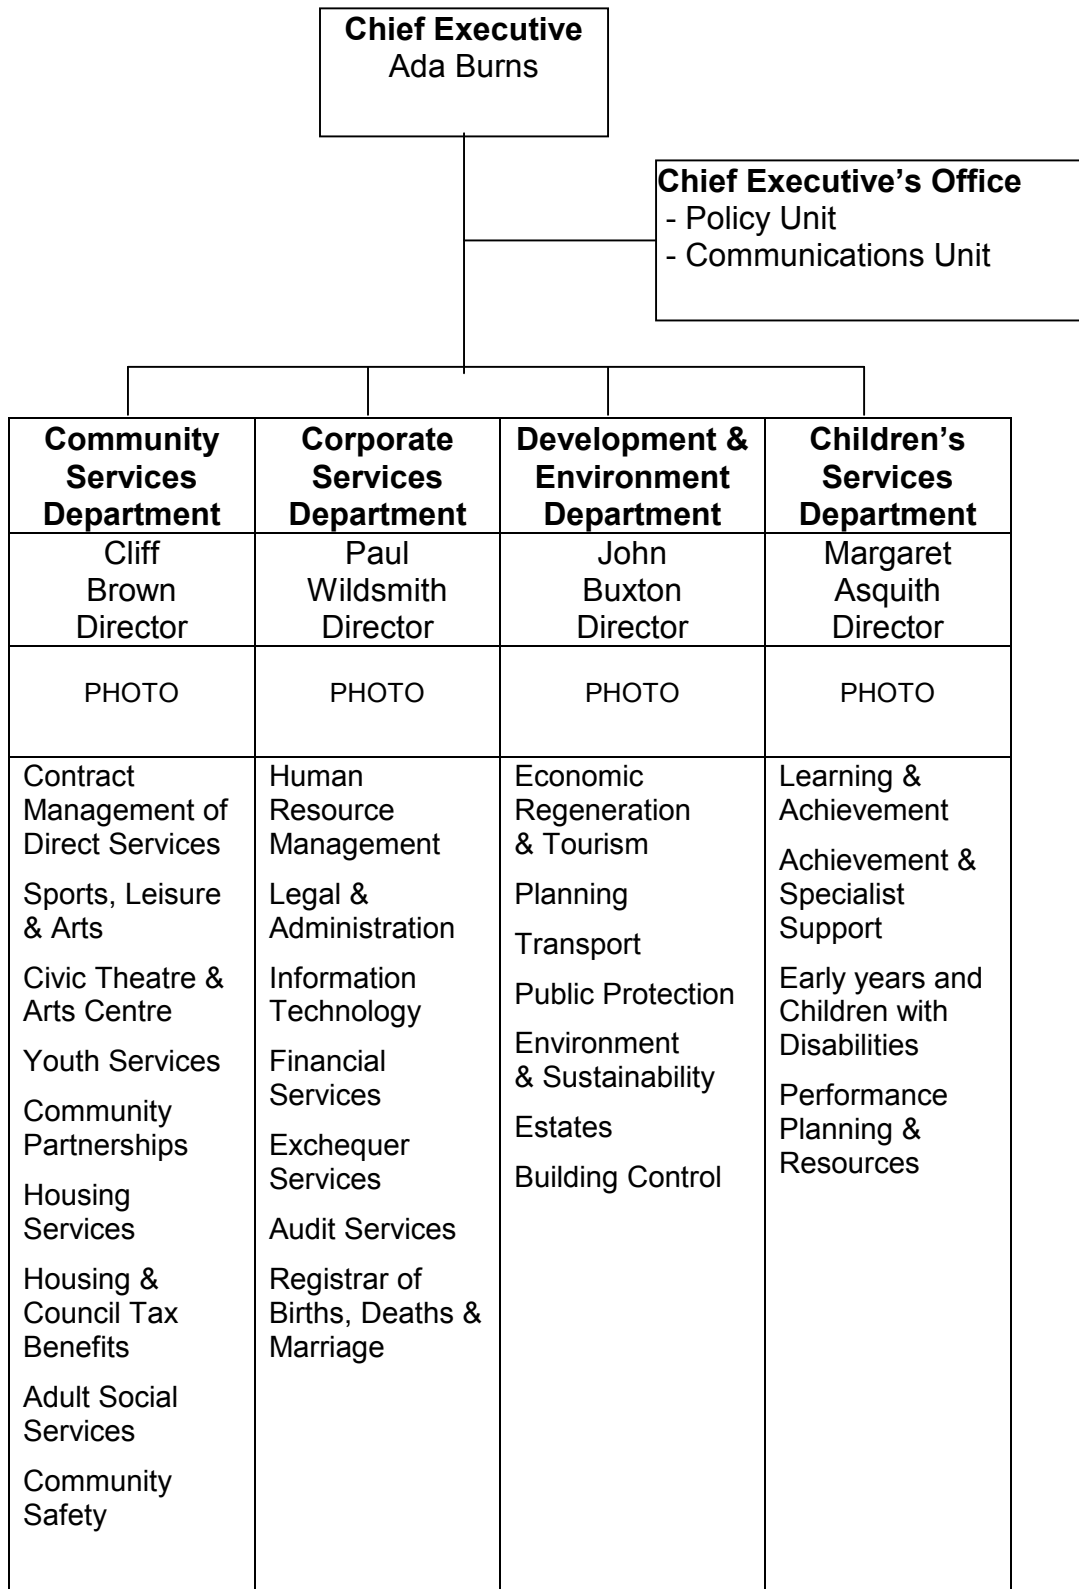 Chief Executive
Ada Burns
Chief Executive’s Office
- Policy Unit
- Communications Unit
Community
Services
Department
Cliff
Brown
Director
PHOTO
Contract
Management of
Direct Services
Sports, Leisure
& Arts
Civic Theatre &
Arts Centre
Youth Services
Community
Partnerships
Housing
Services
Housing &
Council Tax
Benefits
Adult Social
Services
Community
Safety
Corporate
Services
Department
Paul
Wildsmith
Director
PHOTO
Human
Resource
Management
Legal &
Administration
Information
Technology
Financial
Services
Exchequer
Services
Audit Services
Registrar of
Births, Deaths &
Marriage
Development &
Environment
Department
John
Buxton
Director
PHOTO
Economic
Regeneration
& Tourism
Planning
Transport
Public Protection
Environment
& Sustainability
Estates
Building Control
Children’s
Services
Department
Margaret
Asquith
Director
PHOTO
Learning &
Achievement
Achievement &
Specialist
Support
Early years and
Children with
Disabilities
Performance
Planning &
Resources